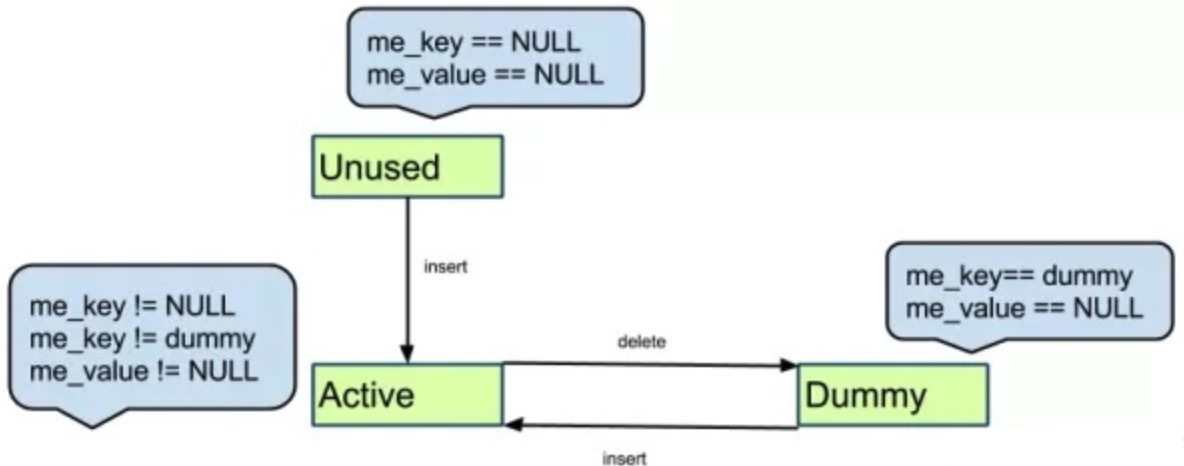 me_key == NULL
me_value == NULL
Unused
insert
me_key != NULL
me_key != dummy
me_value != NULL
me_key== dummy
me_value == NULL
delete
Active
Dummy
insert